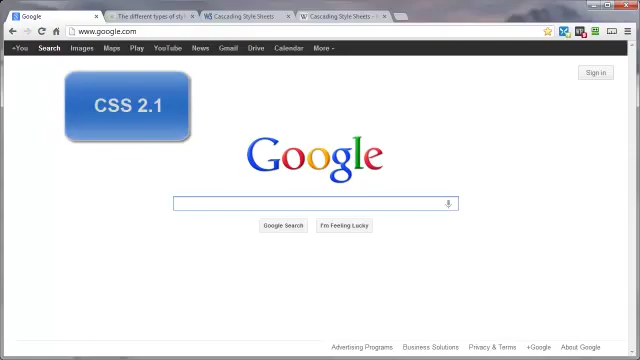 Google
The different types of styl
Cascading Style Sheets
Cascading Style Sheets -
www.google.com
+You Search Images Maps Play YouTube News Gmail Drive Calendar More
Sign in
CSS 2.1
Google
Google Search I'm Feeling Lucky
Advertising Programs Business Solutions Privacy & Terms +Google About Google